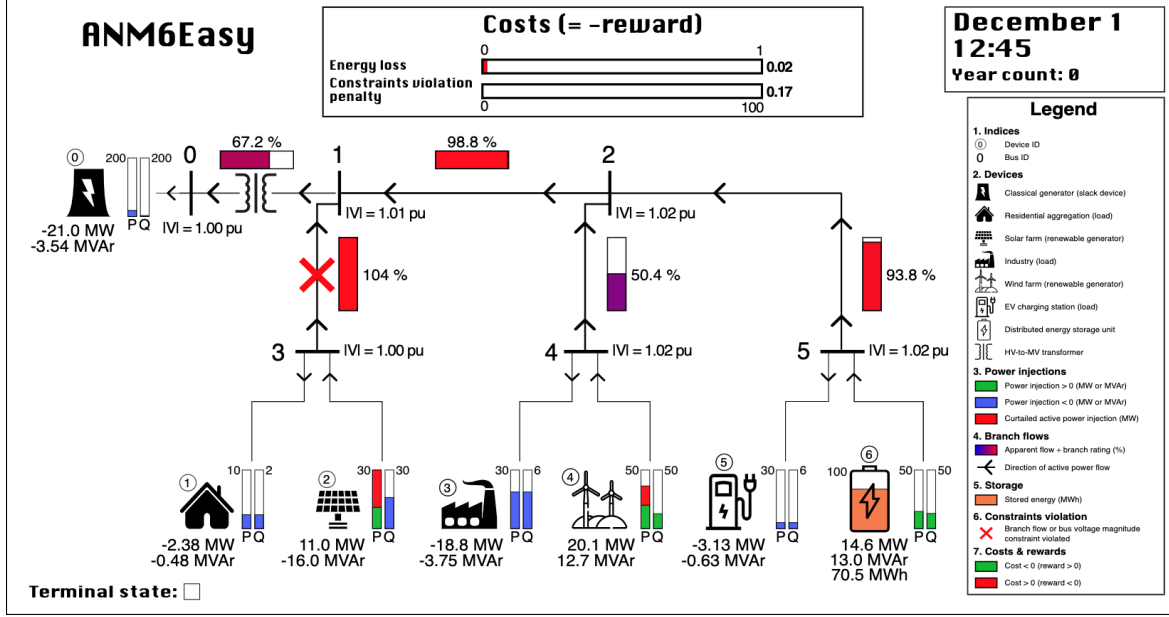 ANM6Easy
Costs (= -reward)
0 1
Energy loss 0.02
Constraints violation penalty 0.17
0 100
December 1
12:45
Year count: 0
Legend
1. Indices
0 Device ID
0 Bus ID
2. Devices
Classical generator (slack device)
Residential aggregation (load)
Solar farm (renewable generator)
Industry (load)
Wind farm (renewable generator)
EV charging station (load)
Distributed energy storage unit
HV-to-MV transformer
3. Power injections
Power injection > 0 (MW or MVAr)
Power injection < 0 (MW or MVAr)
Curtailed active power injection (MW)
4. Branch flows
Apparent flow ÷ branch rating (%)
Direction of active power flow
5. Storage
Stored energy (MWh)
6. Constraints violation
Branch flow or bus voltage magnitude
constraint violated
7. Costs & rewards
Cost < 0 (reward > 0)
Cost > 0 (reward < 0)
67.2 % 98.8 %
0 200 200 0 1 2
P Q
-21.0 MW
-3.54 MVAr
|V| = 1.00 pu
|V| = 1.01 pu
|V| = 1.02 pu
104 % 50.4 % 93.8 %
3 |V| = 1.00 pu
4 |V| = 1.02 pu
5 |V| = 1.02 pu
1 10 2
P Q
-2.38 MW
-0.48 MVAr
2 30 30
P Q
11.0 MW
-16.0 MVAr
3 30 6
P Q
-18.8 MW
-3.75 MVAr
4 50 50
P Q
20.1 MW
12.7 MVAr
5 30 6
P Q
-3.13 MW
-0.63 MVAr
6 100 50 50
P Q
14.6 MW
13.0 MVAr
70.5 MWh
Terminal state: